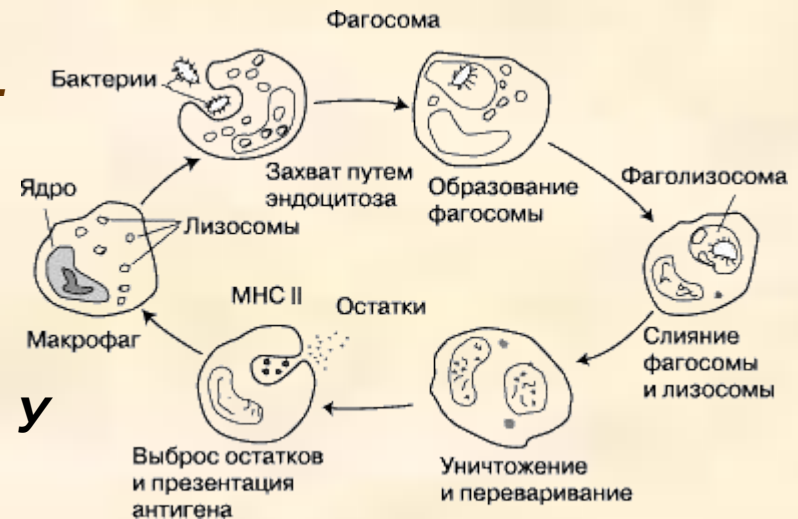 Фагосома
Бактерии
Захват путем
эндоцитоза
Образование
фагосомы
Фаголизосома
Ядро
Лизосомы
Макрофаг
MHC II
Остатки
Слияние
фагосомы
и лизосомы
У
Выброс остатков
и презентация
антигена
Уничтожение
и переваривание